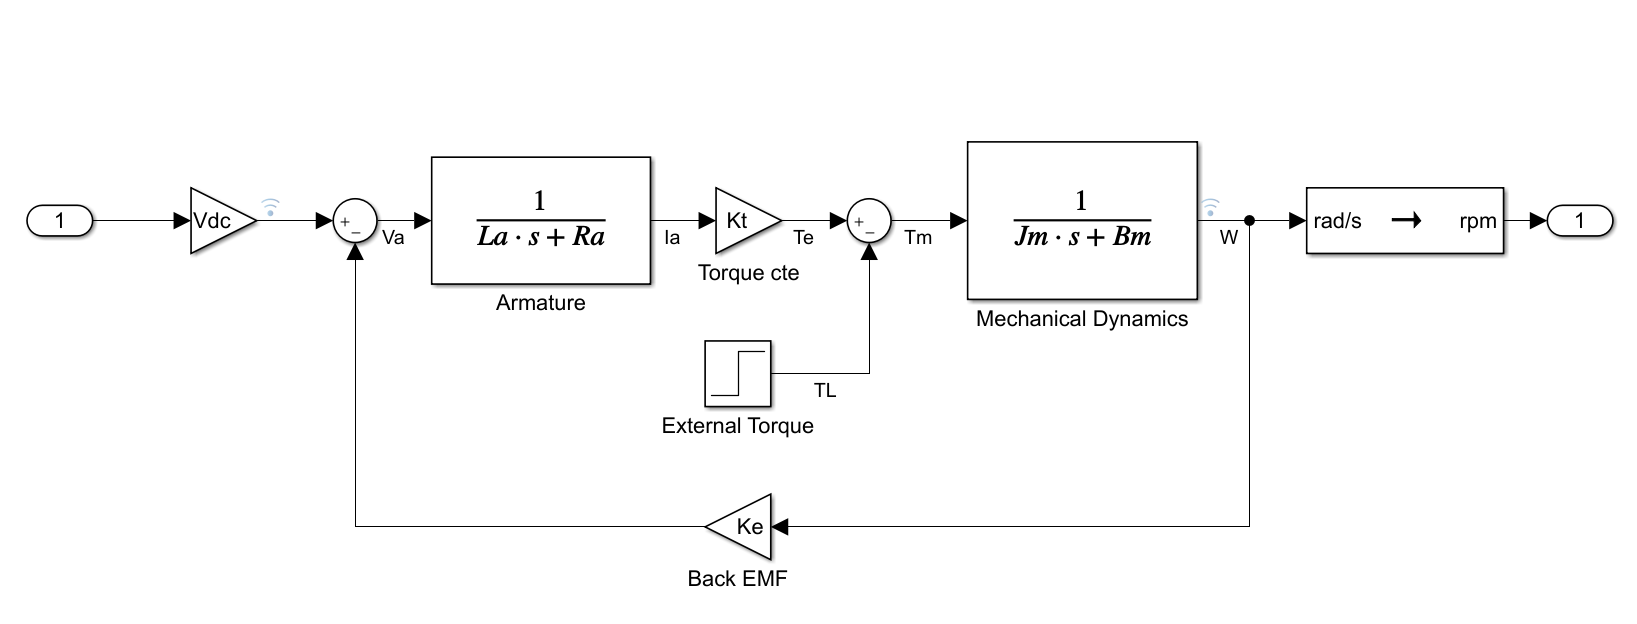 1
Vdc
+
−
Va
1
La · s + Ra
Armature
Ia
Kt
Torque cte
Te
+
−
Tm
1
Jm · s + Bm
Mechanical Dynamics
W
rad/s → rpm
1
TL
External Torque
Ke
Back EMF